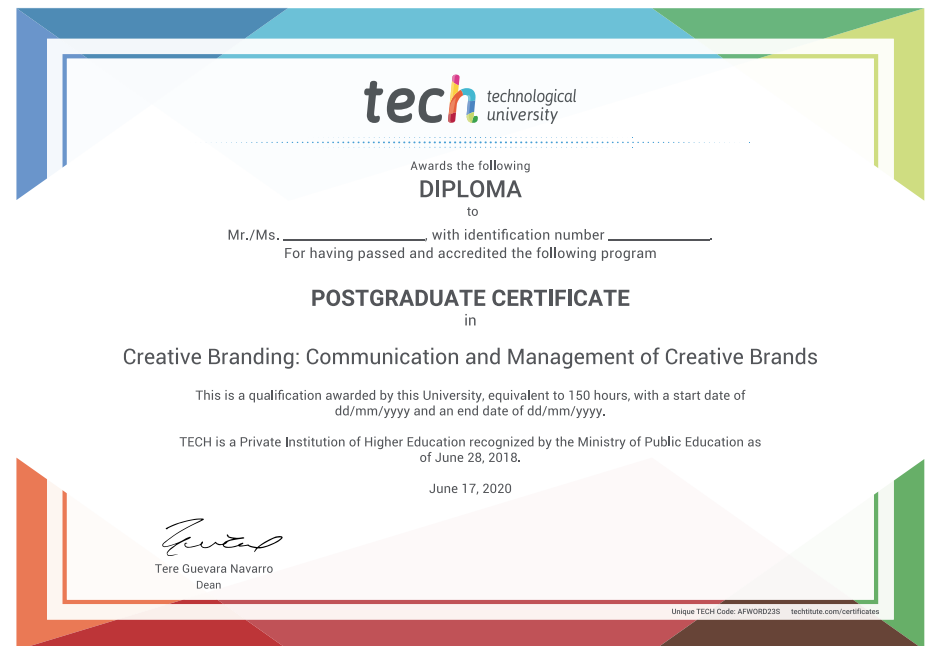 tech technological
university
Awards the following
DIPLOMA
to
Mr./Ms. ____________, with identification number ____________.
For having passed and accredited the following program
POSTGRADUATE CERTIFICATE
in
Creative Branding: Communication and Management of Creative Brands
This is a qualification awarded by this University, equivalent to 150 hours, with a start date of
dd/mm/yyyy and an end date of dd/mm/yyyy.
TECH is a Private Institution of Higher Education recognized by the Ministry of Public Education as
of June 28, 2018.
June 17, 2020
Tere Guevara Navarro
Dean
Unique TECH Code: AFWORD23S techtitute.com/certificates